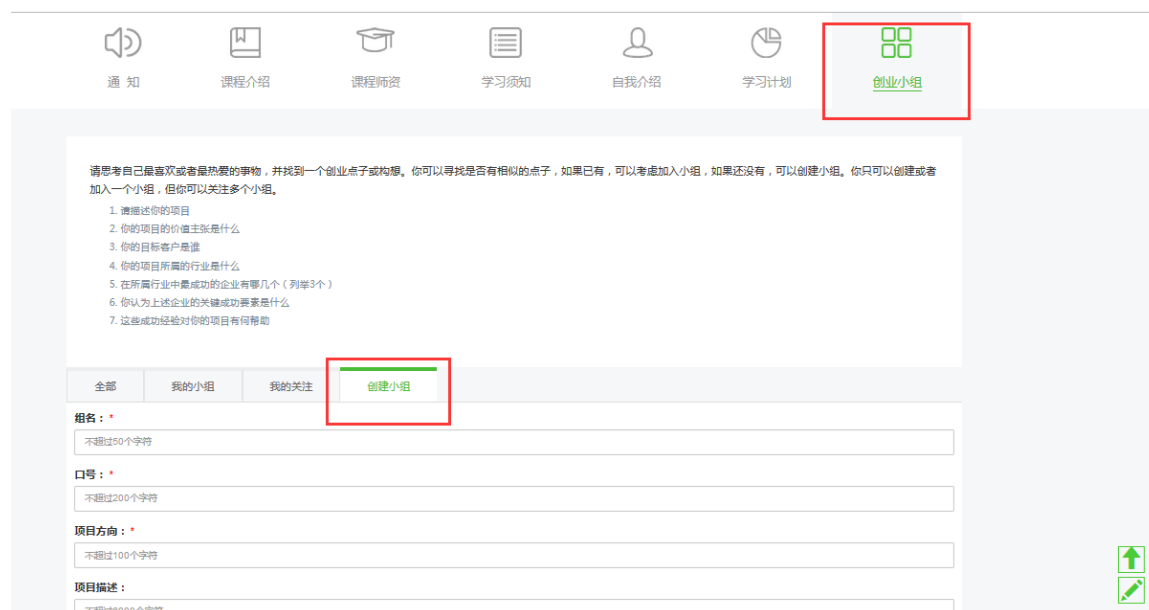 通 知 课程介绍 课程师资 学习须知 自我介绍 学习计划 创业小组
请思考自己最喜欢或者最热爱的事物，并找到一个创业点子或构想。你可以寻找是否有相似的点子，如果已有，可以考虑加入小组，如果还没有，可以创建小组。你只可以创建或者
加入一个小组，但你可以关注多个小组。
1. 请描述你的项目
2. 你的项目的价值主张是什么
3. 你的目标客户是谁
4. 你的项目所属的行业是什么
5. 在所属行业中最成功的企业有哪几个（列举3个）
6. 你认为上述企业的关键成功要素是什么
7. 这些成功经验对你的项目有何帮助
全部 我的小组 我的关注 创建小组
组名：*
不超过50个字符
口号：*
不超过200个字符
项目方向：*
不超过100个字符
项目描述：